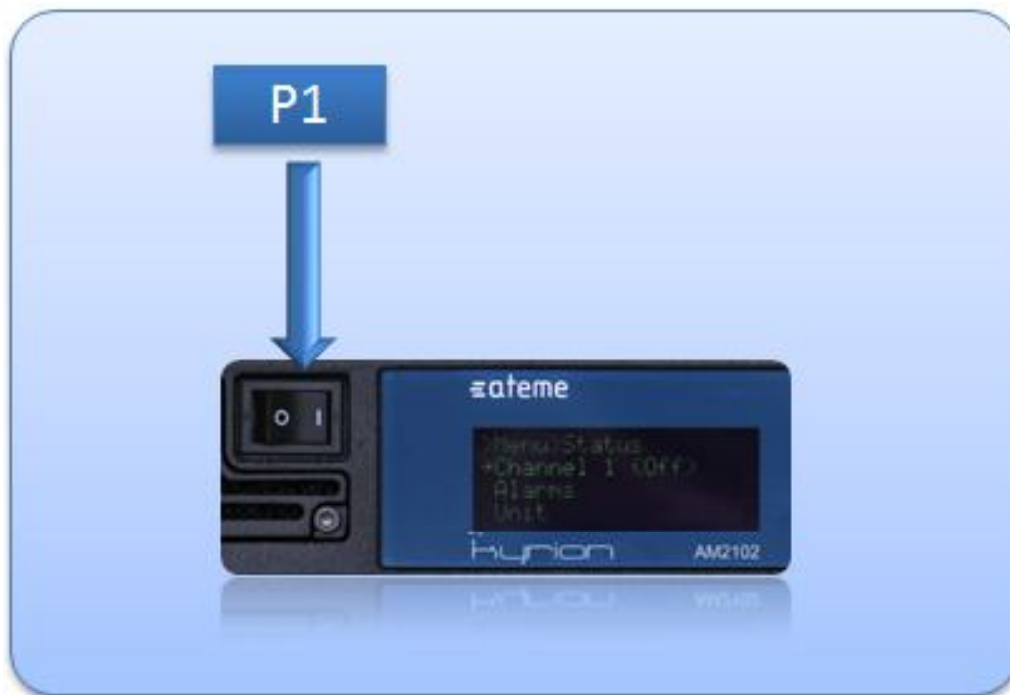 P1
O I
ateme
>Menu>Status
→Channel 1 (Off)
Alarms
Unit
kyrion
AM2102